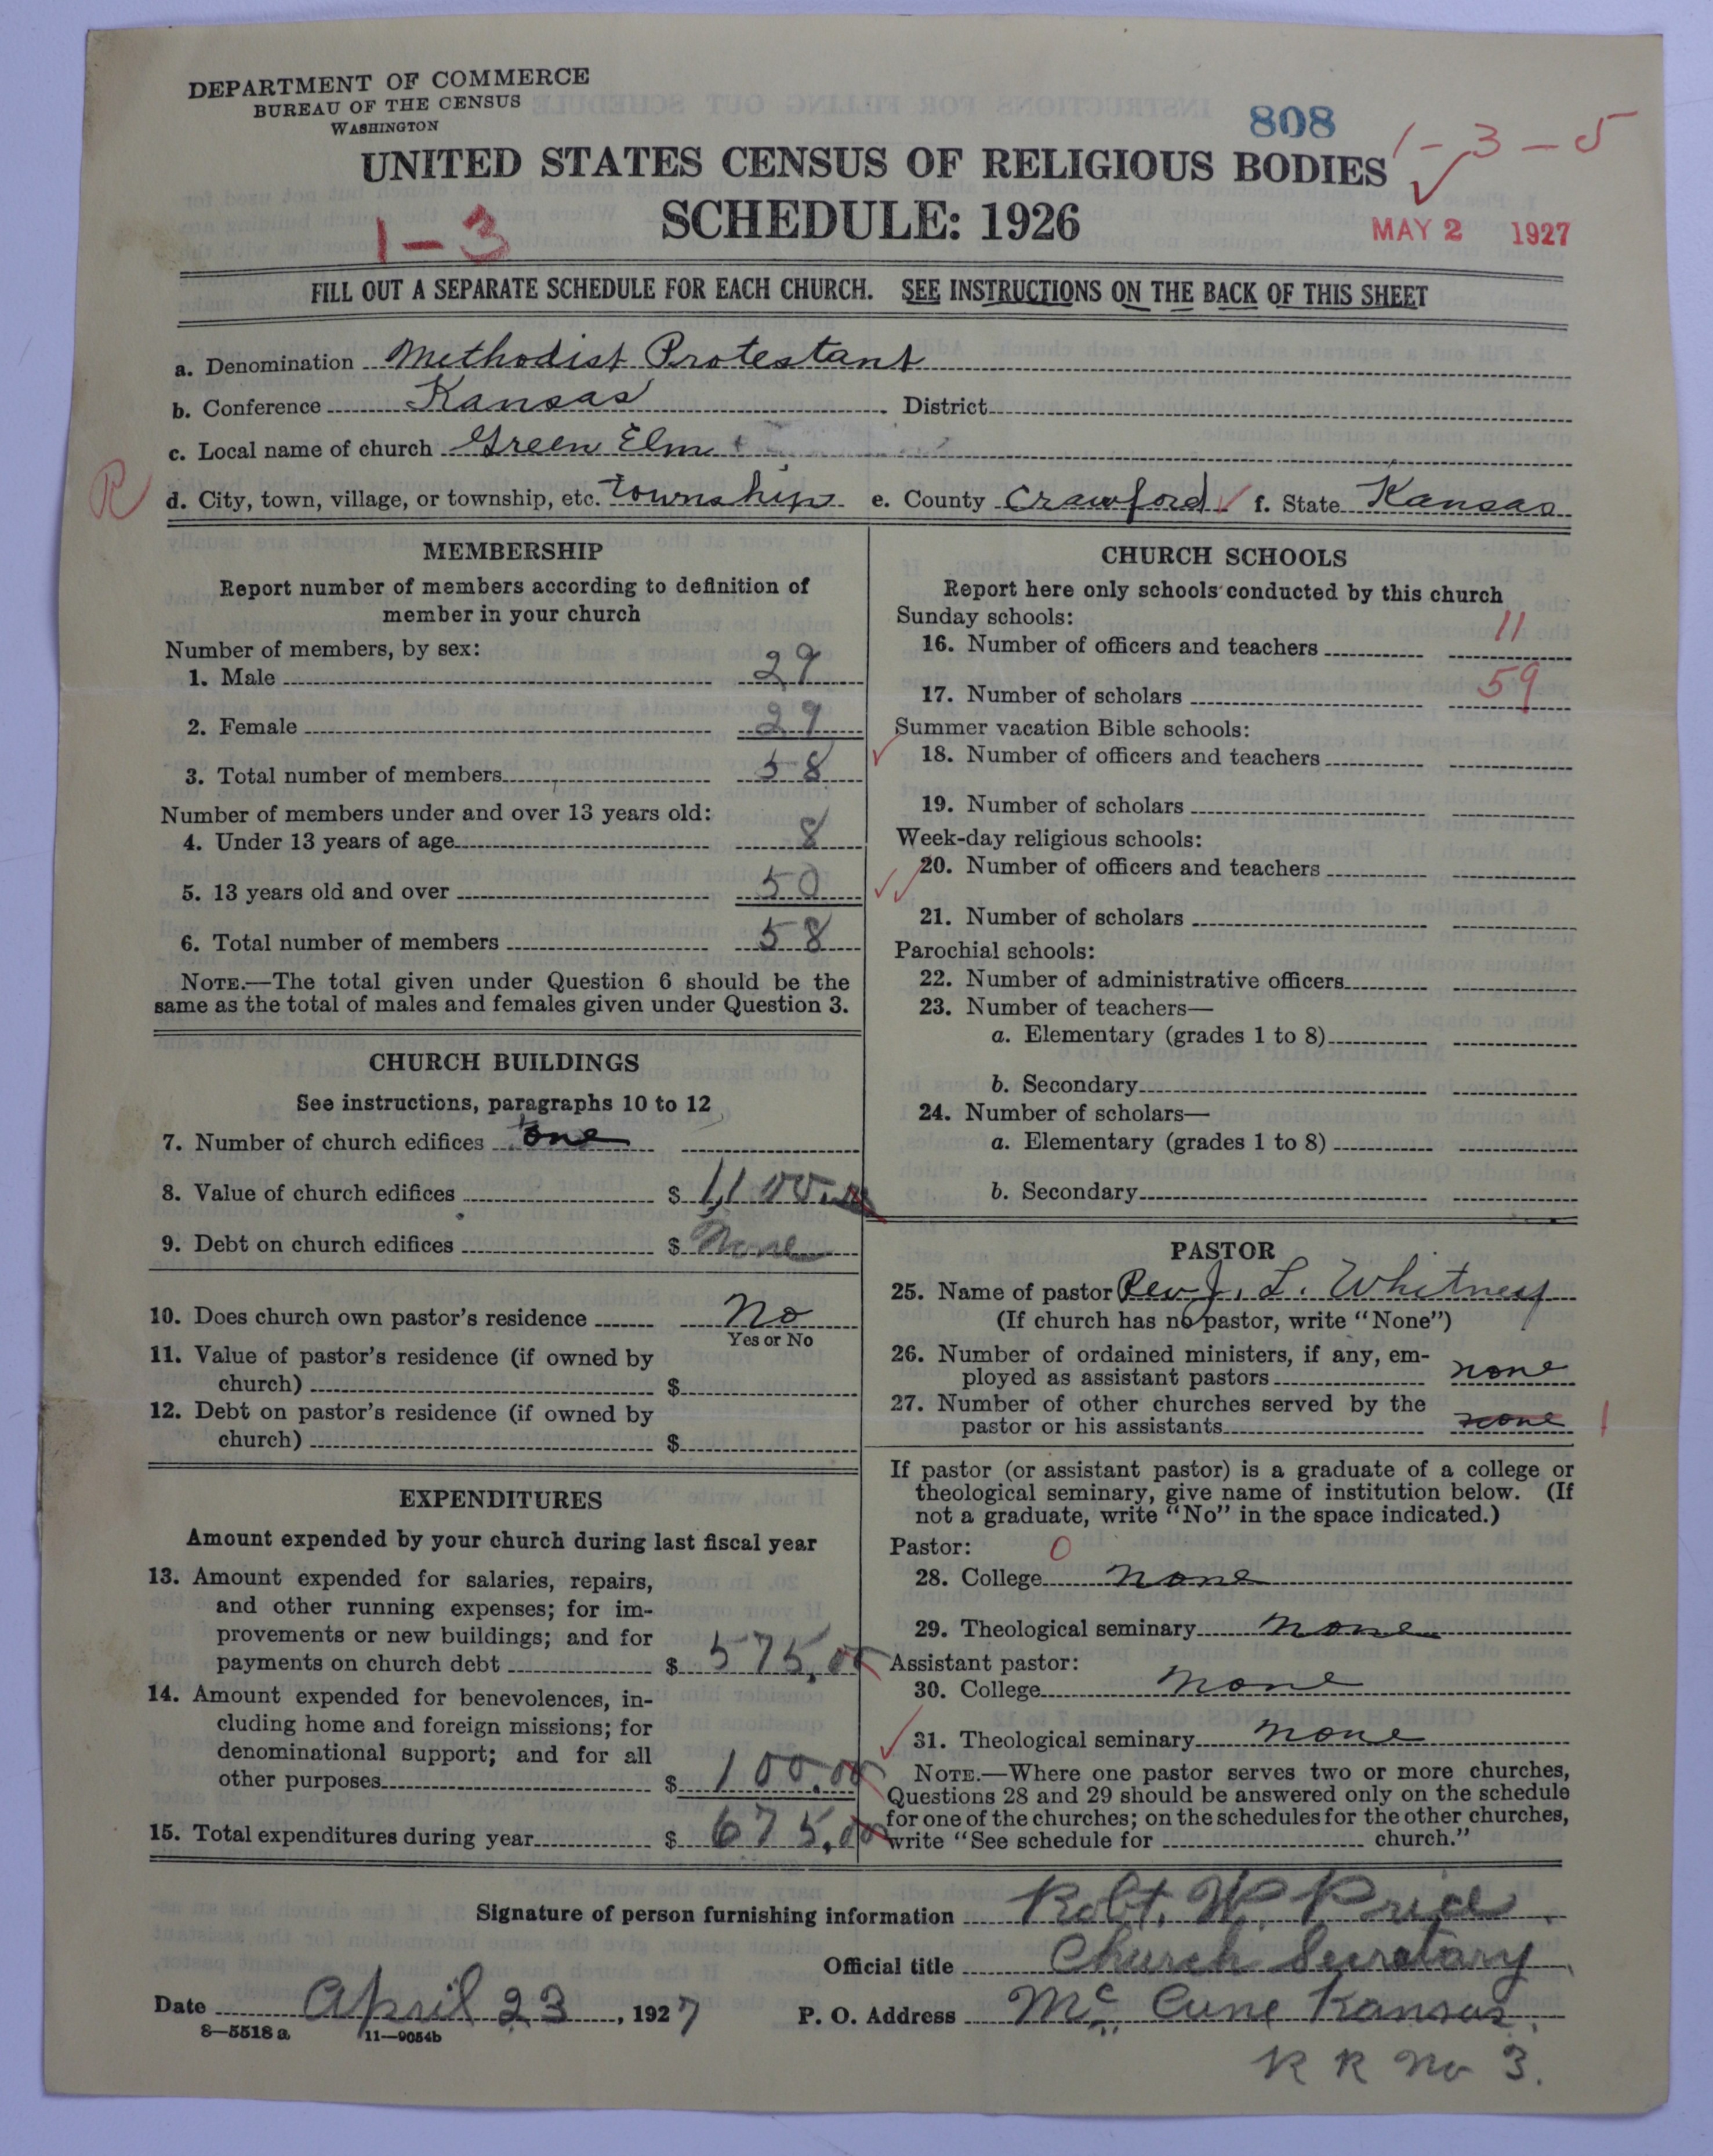 DEPARTMENT OF COMMERCE
BUREAU OF THE CENSUS
WASHINGTON
808
1-3-5
UNITED STATES CENSUS OF RELIGIOUS BODIES
SCHEDULE: 1926
1-3
MAY 2 1927
FILL OUT A SEPARATE SCHEDULE FOR EACH CHURCH. SEE INSTRUCTIONS ON THE BACK OF THIS SHEET
a. Denomination Methodist Protestant
b. Conference Kansas District
c. Local name of church Green Elm
R
d. City, town, village, or township, etc. township e. County Crawford f. State Kansas
MEMBERSHIP
Report number of members according to definition of
member in your church
Number of members, by sex:
1. Male 29
2. Female 29
3. Total number of members 58
Number of members under and over 13 years old:
4. Under 13 years of age 8
5. 13 years old and over 50
6. Total number of members 58
NOTE.—The total given under Question 6 should be the
same as the total of males and females given under Question 3.
CHURCH BUILDINGS
See instructions, paragraphs 10 to 12
7. Number of church edifices one
8. Value of church edifices $ 1,100.00
9. Debt on church edifices $ None
10. Does church own pastor's residence No
Yes or No
11. Value of pastor's residence (if owned by
church) $
12. Debt on pastor's residence (if owned by
church) $
EXPENDITURES
Amount expended by your church during last fiscal year
13. Amount expended for salaries, repairs,
and other running expenses; for im-
provements or new buildings; and for
payments on church debt $ 575.00
14. Amount expended for benevolences, in-
cluding home and foreign missions; for
denominational support; and for all
other purposes $ 100.00
15. Total expenditures during year $ 675.00
CHURCH SCHOOLS
Report here only schools conducted by this church
Sunday schools:
16. Number of officers and teachers 11
17. Number of scholars 59
Summer vacation Bible schools:
18. Number of officers and teachers
19. Number of scholars
Week-day religious schools:
20. Number of officers and teachers
21. Number of scholars
Parochial schools:
22. Number of administrative officers
23. Number of teachers—
a. Elementary (grades 1 to 8)
b. Secondary
24. Number of scholars—
a. Elementary (grades 1 to 8)
b. Secondary
PASTOR
25. Name of pastor Rev J. L. Whitney
(If church has no pastor, write "None")
26. Number of ordained ministers, if any, em-
ployed as assistant pastors none
27. Number of other churches served by the
pastor or his assistants none 1
If pastor (or assistant pastor) is a graduate of a college or
theological seminary, give name of institution below. (If
not a graduate, write "No" in the space indicated.)
Pastor: 0
28. College none
29. Theological seminary none
Assistant pastor:
30. College none
31. Theological seminary none
NOTE.—Where one pastor serves two or more churches,
Questions 28 and 29 should be answered only on the schedule
for one of the churches; on the schedules for the other churches,
write "See schedule for church."
Signature of person furnishing information Robt. W. Price
Official title Church Secretary
Date April 23, 1927 P. O. Address McCune Kansas
8—5518 a 11—9054b
R R No 3.